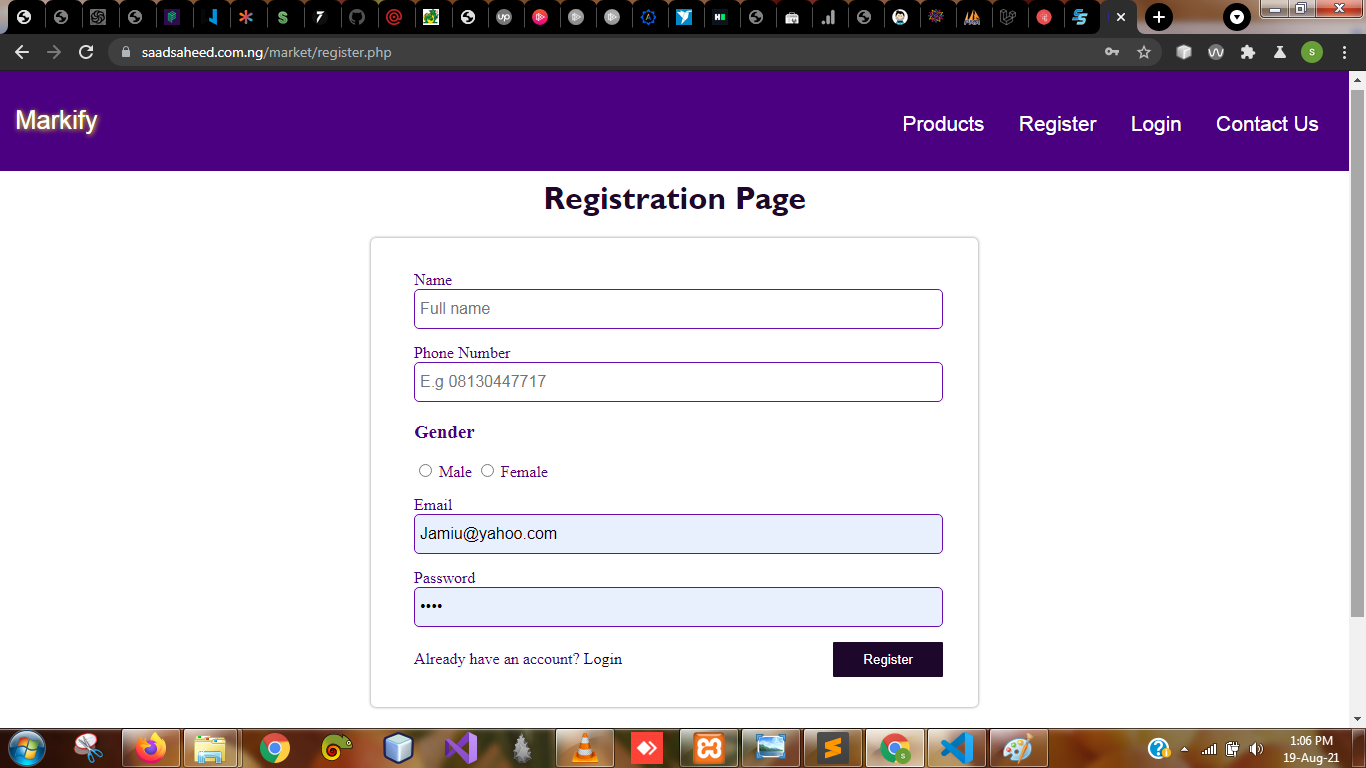 saadsaheed.com.ng/market/register.php
S
Markify
Products Register Login Contact Us
Registration Page
Name
Full name
Phone Number
E.g 08130447717
Gender
Male Female
Email
Jamiu@yahoo.com
Password
••••
Already have an account? Login
Register
1:06 PM
19-Aug-21